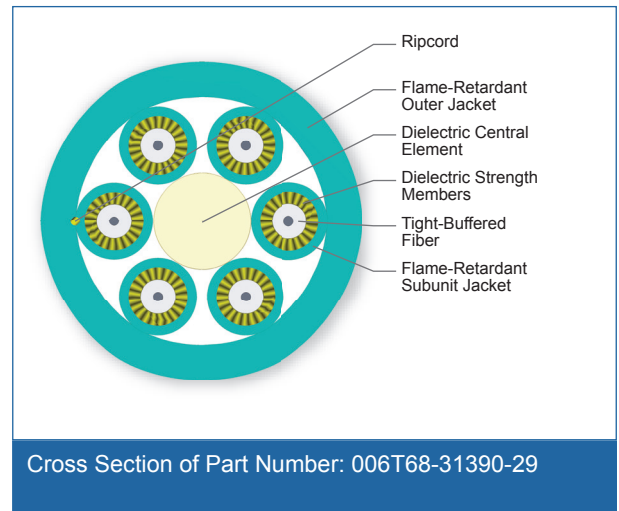 Ripcord
Flame-Retardant
Outer Jacket
Dielectric Central
Element
Dielectric Strength
Members
Tight-Buffered
Fiber
Flame-Retardant
Subunit Jacket
Cross Section of Part Number: 006T68-31390-29